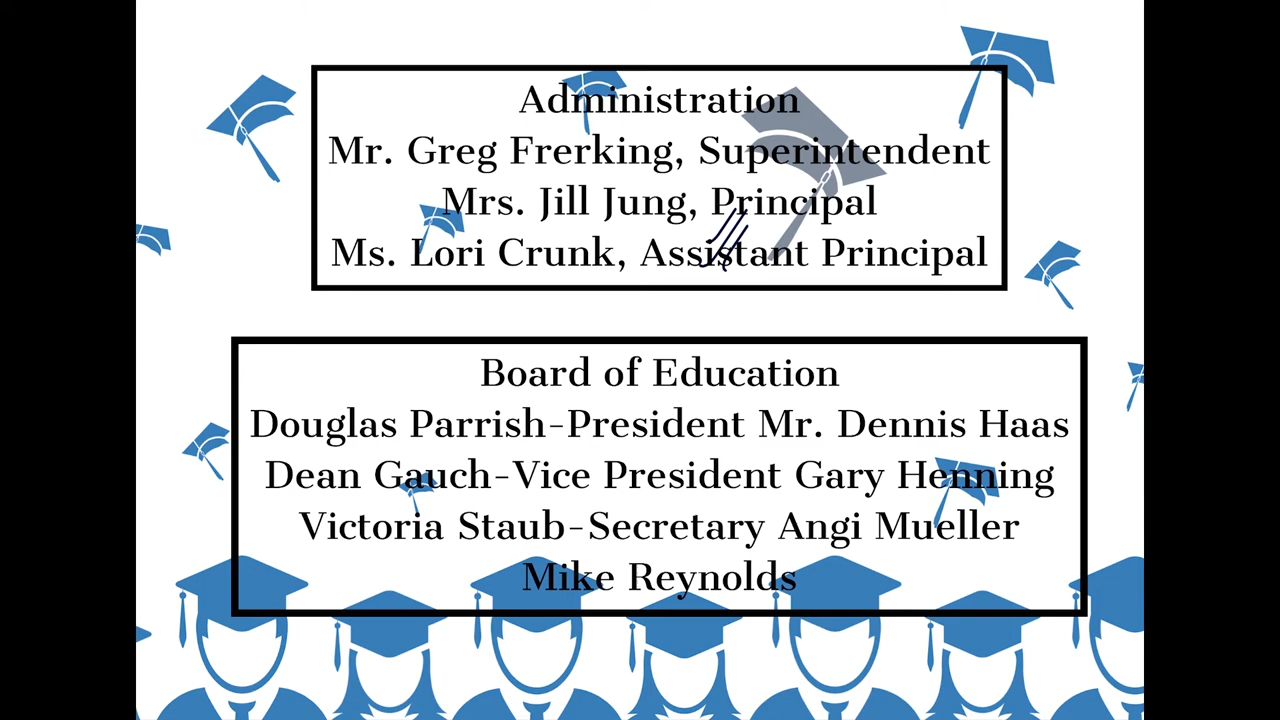 Administration
Mr. Greg Frerking, Superintendent
Mrs. Jill Jung, Principal
Ms. Lori Crunk, Assistant Principal
Board of Education
Douglas Parrish-President Mr. Dennis Haas
Dean Gauch-Vice President Gary Henning
Victoria Staub-Secretary Angi Mueller
Mike Reynolds